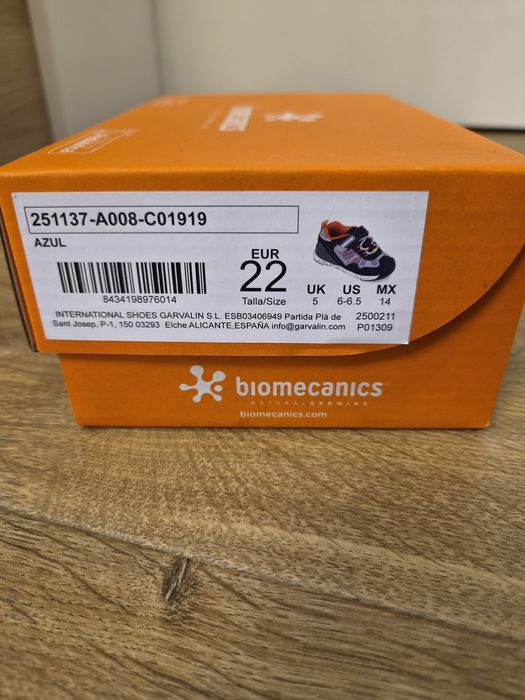 biomecanics
251137-A008-C01919
AZUL
8434198976014
EUR
22
Talla/Size
UK US MX
5 6-6.5 14
INTERNATIONAL SHOES GARVALIN S.L. ESB03406949 Partida Plà de 2500211
Sant Josep, P-1, 150 03293 Elche ALICANTE,ESPAÑA info@garvalin.com P01309
biomecanics
NATURALGROWING
biomecanics.com